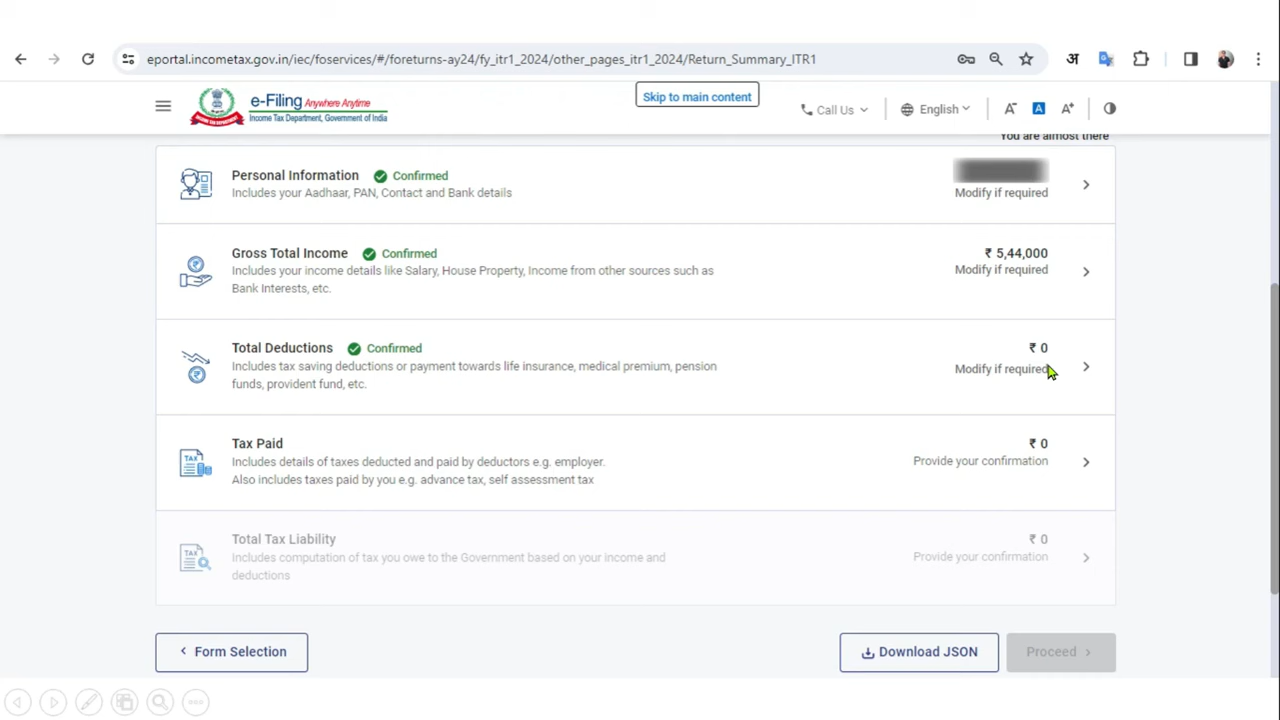 eportal.incometax.gov.in/iec/foservices/#/foreturns-ay24/fy_itr1_2024/other_pages_itr1_2024/Return_Summary_ITR1
अ
e-Filing Anywhere Anytime
Income Tax Department, Government of India
Skip to main content
Call Us
English
A-
A
A+
You are almost there
Personal Information Confirmed
Includes your Aadhaar, PAN, Contact and Bank details
Modify if required
Gross Total Income Confirmed
₹ 5,44,000
Includes your income details like Salary, House Property, Income from other sources such as
Bank Interests, etc.
Modify if required
Total Deductions Confirmed
₹ 0
Includes tax saving deductions or payment towards life insurance, medical premium, pension
funds, provident fund, etc.
Modify if required
TAX
Tax Paid
₹ 0
Includes details of taxes deducted and paid by deductors e.g. employer.
Also includes taxes paid by you e.g. advance tax, self assessment tax
Provide your confirmation
TAX
Total Tax Liability
₹ 0
Includes computation of tax you owe to the Government based on your income and
deductions
Provide your confirmation
Form Selection
Download JSON
Proceed